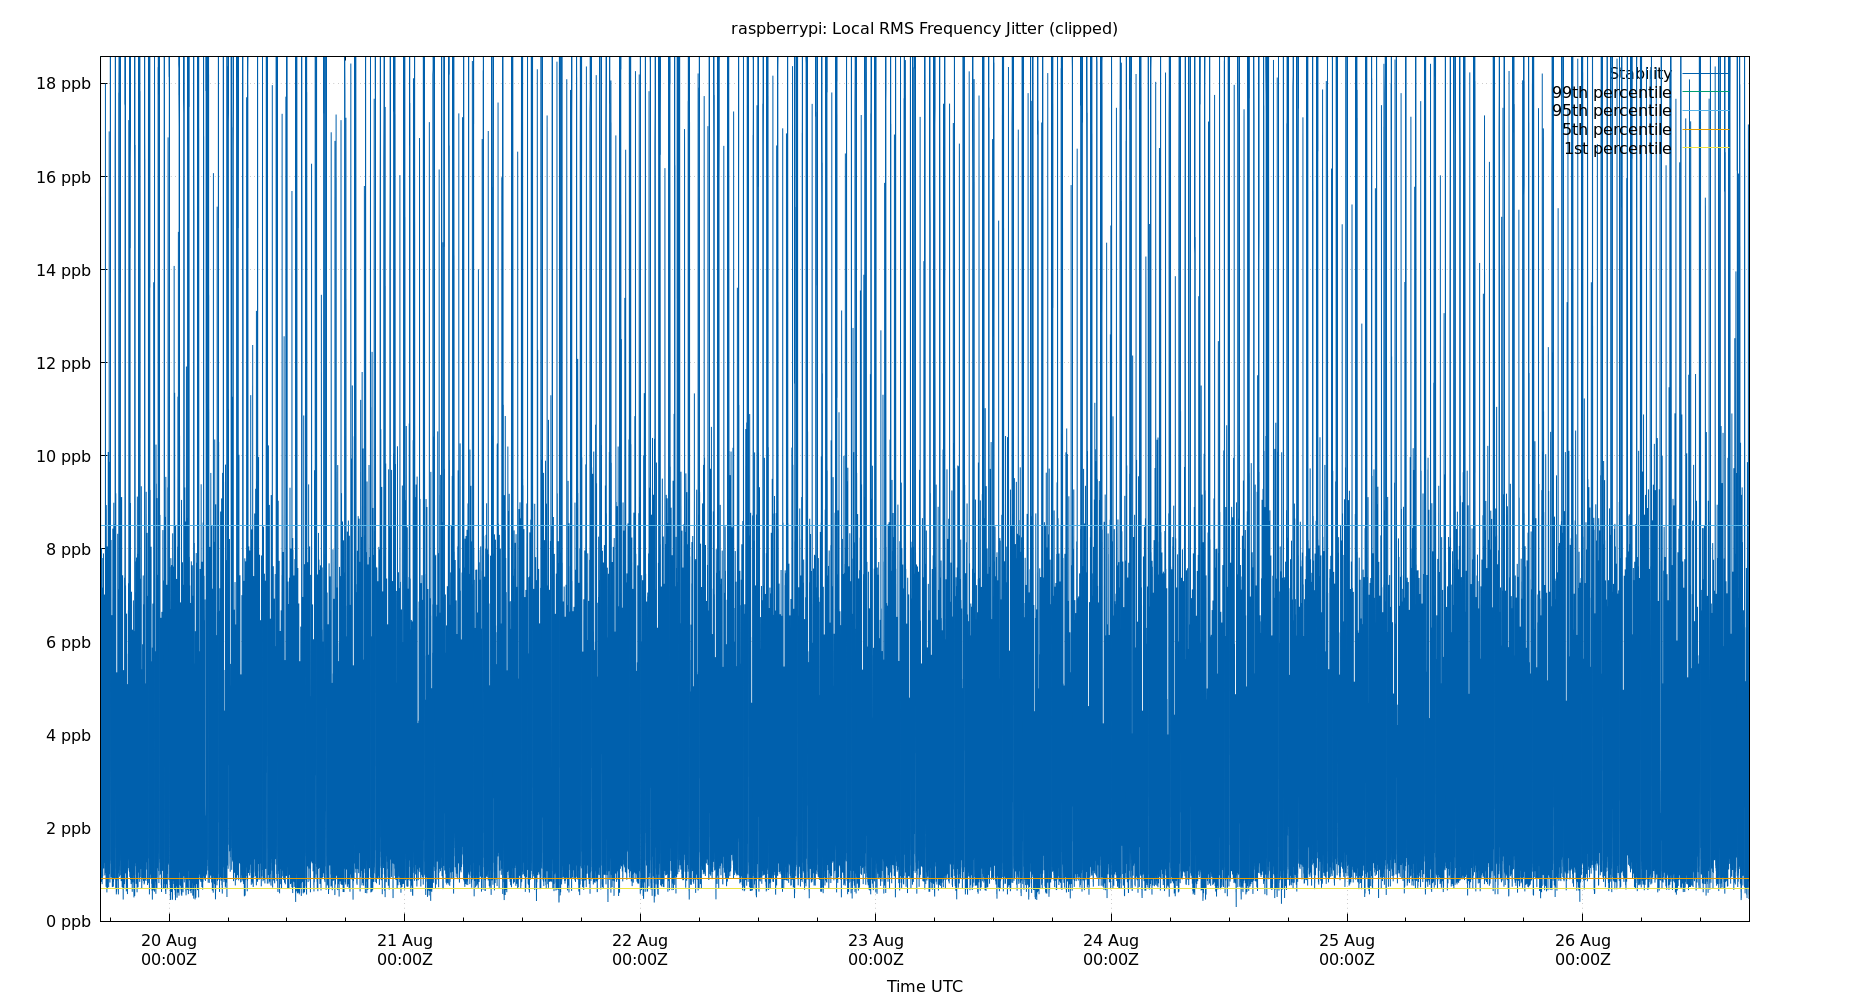 raspberrypi: Local RMS Frequency Jitter (clipped)
Stability
99th percentile
95th percentile
5th percentile
1st percentile
18 ppb
16 ppb
14 ppb
12 ppb
10 ppb
8 ppb
6 ppb
4 ppb
2 ppb
0 ppb
20 Aug 21 Aug 22 Aug 23 Aug 24 Aug 25 Aug 26 Aug
00:00Z 00:00Z 00:00Z 00:00Z 00:00Z 00:00Z 00:00Z
Time UTC